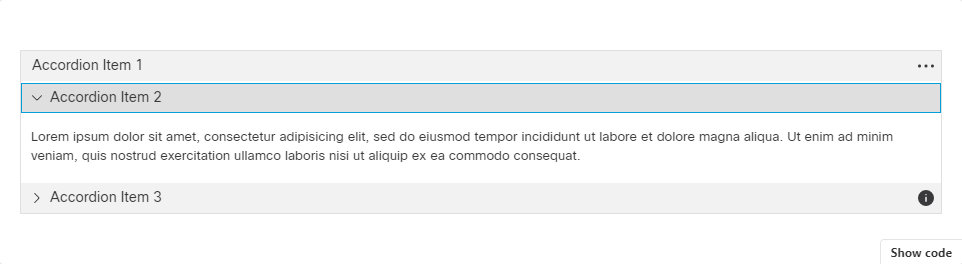 Accordion Item 1
Accordion Item 2
Lorem ipsum dolor sit amet, consectetur adipisicing elit, sed do eiusmod tempor incididunt ut labore et dolore magna aliqua. Ut enim ad minim
veniam, quis nostrud exercitation ullamco laboris nisi ut aliquip ex ea commodo consequat.
Accordion Item 3
Show code